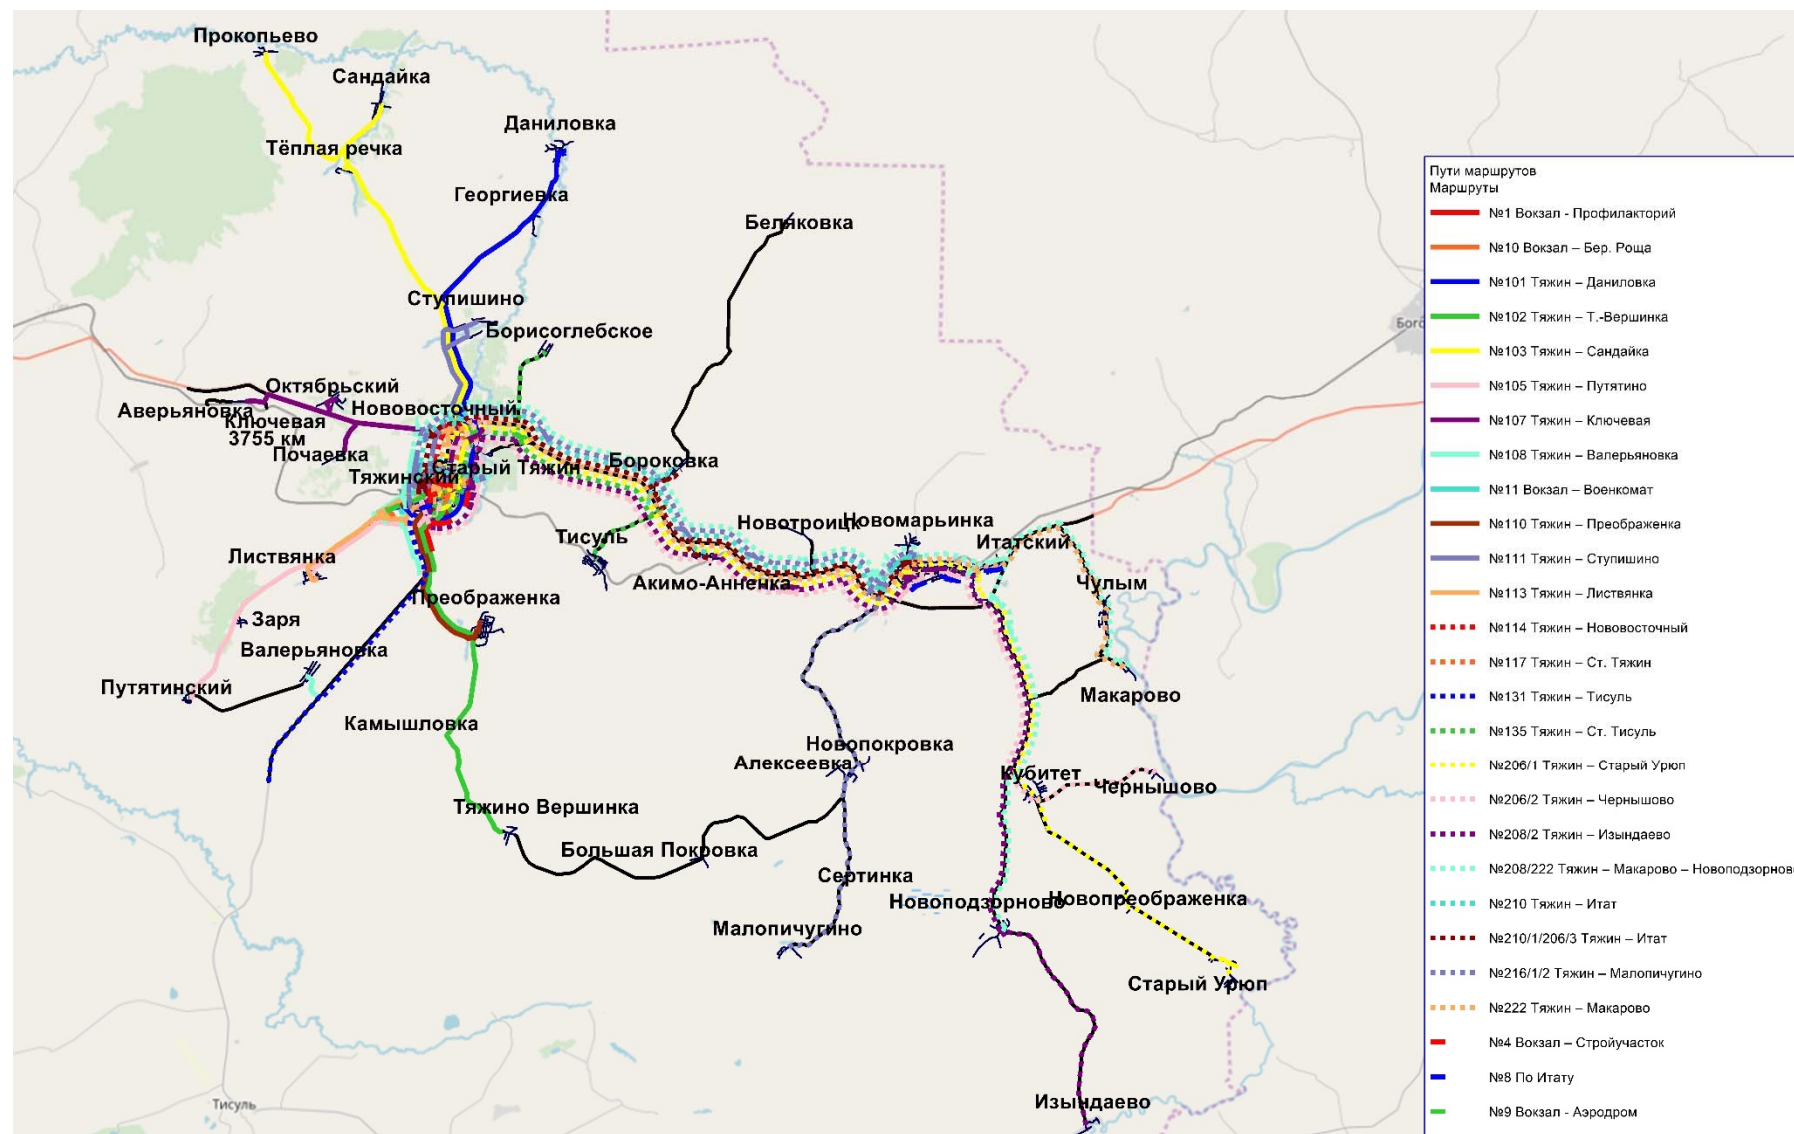 Прокопьево
Сандайка
Даниловка
Тёплая речка
Георгиевка
Беляковка
Ступишино
Борисоглебское
Октябрьский
Аверьяновка
Нововосточный
Ключевая
3755 км
Почаевка
Старый Тяжин
Бороковка
Тяжинский
Новотроицк
Новомарьинка
Итатский
Тисуль
Листвянка
Акимо-Анненка
Чулым
Преображенка
Заря
Валерьяновка
Путятинский
Макарово
Камышловка
Новопокровка
Алексеевка
Кубитет
Чернышово
Тяжино Вершинка
Большая Покровка
Сертинка
Новоподзорново
Новопреображенка
Малопичугино
Старый Урюп
Изындаево
Тисуль
Бого
Пути маршрутов
Маршруты
№1 Вокзал - Профилакторий
№10 Вокзал – Бер. Роща
№101 Тяжин – Даниловка
№102 Тяжин – Т.-Вершинка
№103 Тяжин – Сандайка
№105 Тяжин – Путятино
№107 Тяжин – Ключевая
№108 Тяжин – Валерьяновка
№11 Вокзал – Военкомат
№110 Тяжин – Преображенка
№111 Тяжин – Ступишино
№113 Тяжин – Листвянка
№114 Тяжин – Нововосточный
№117 Тяжин – Ст. Тяжин
№131 Тяжин – Тисуль
№135 Тяжин – Ст. Тисуль
№206/1 Тяжин – Старый Урюп
№206/2 Тяжин – Чернышово
№208/2 Тяжин – Изындаево
№208/222 Тяжин – Макарово – Новоподзорново
№210 Тяжин – Итат
№210/1/206/3 Тяжин – Итат
№216/1/2 Тяжин – Малопичугино
№222 Тяжин – Макарово
№4 Вокзал – Стройучасток
№8 По Итату
№9 Вокзал - Аэродром